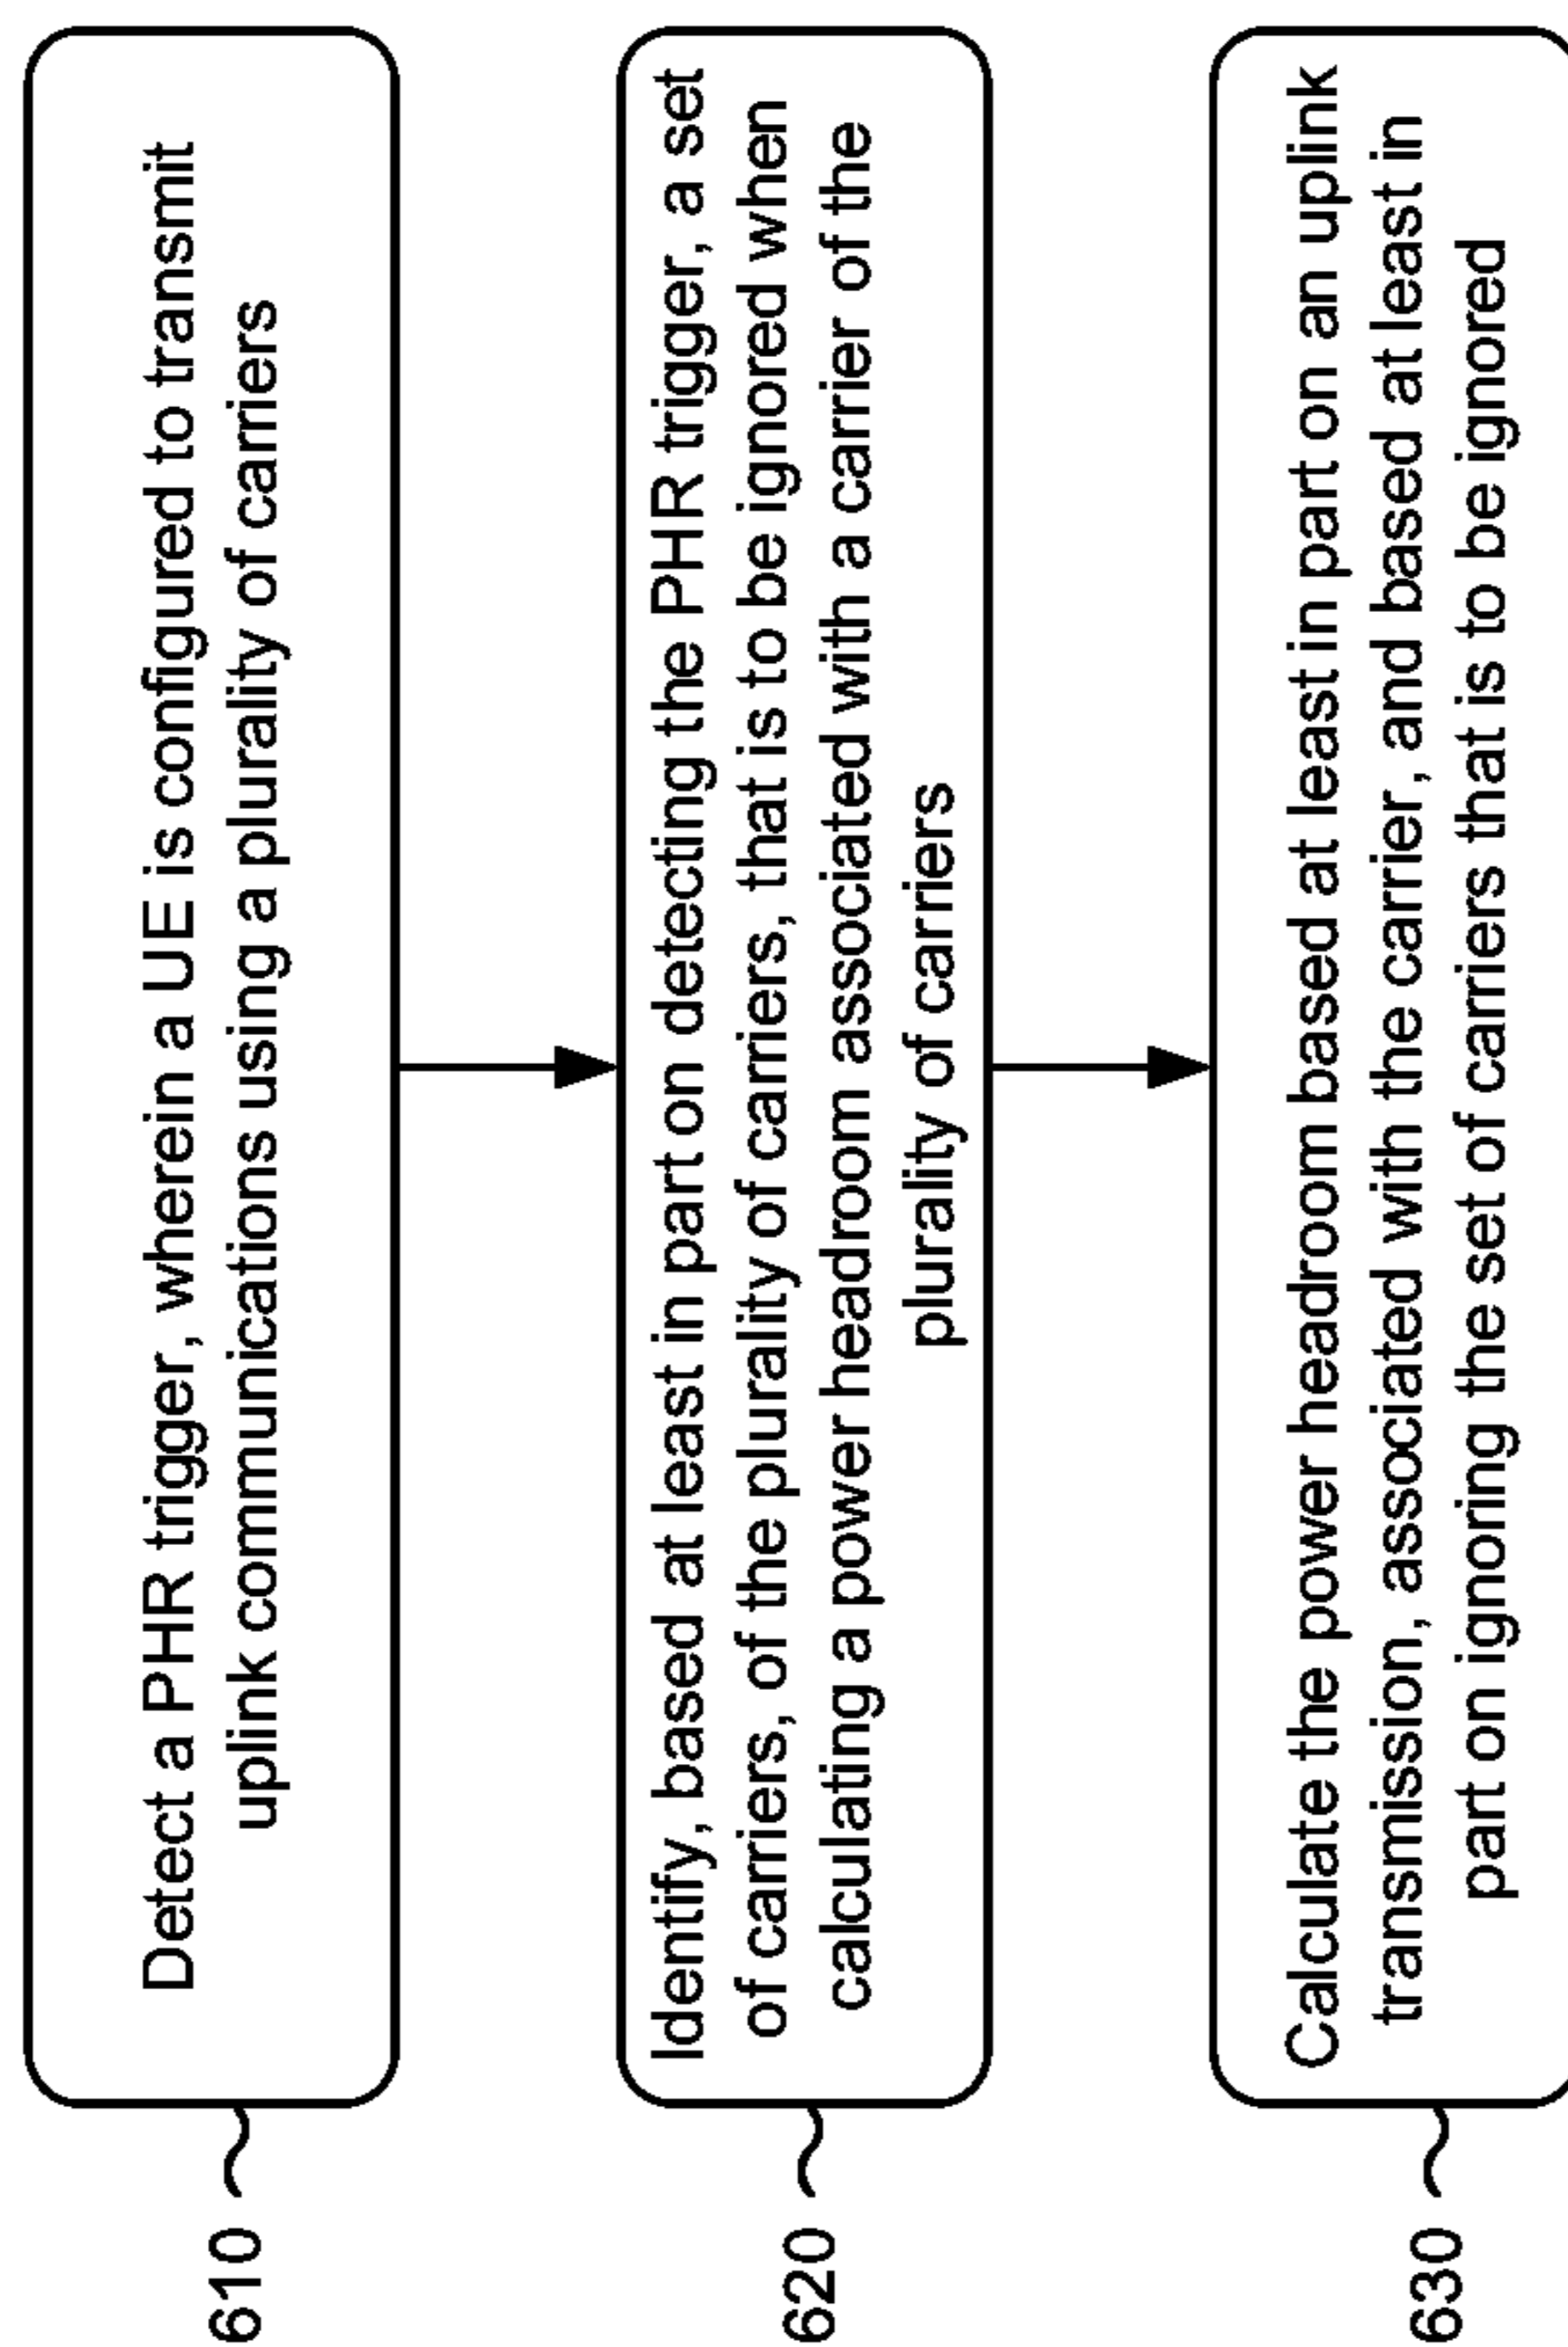 610
Detect a PHR trigger, wherein a UE is configured to transmit
uplink communications using a plurality of carriers
620
Identify, based at least in part on detecting the PHR trigger, a set
of carriers, of the plurality of carriers, that is to be ignored when
calculating a power headroom associated with a carrier of the
plurality of carriers
630
Calculate the power headroom based at least in part on an uplink
transmission, associated with the carrier, and based at least in
part on ignoring the set of carriers that is to be ignored